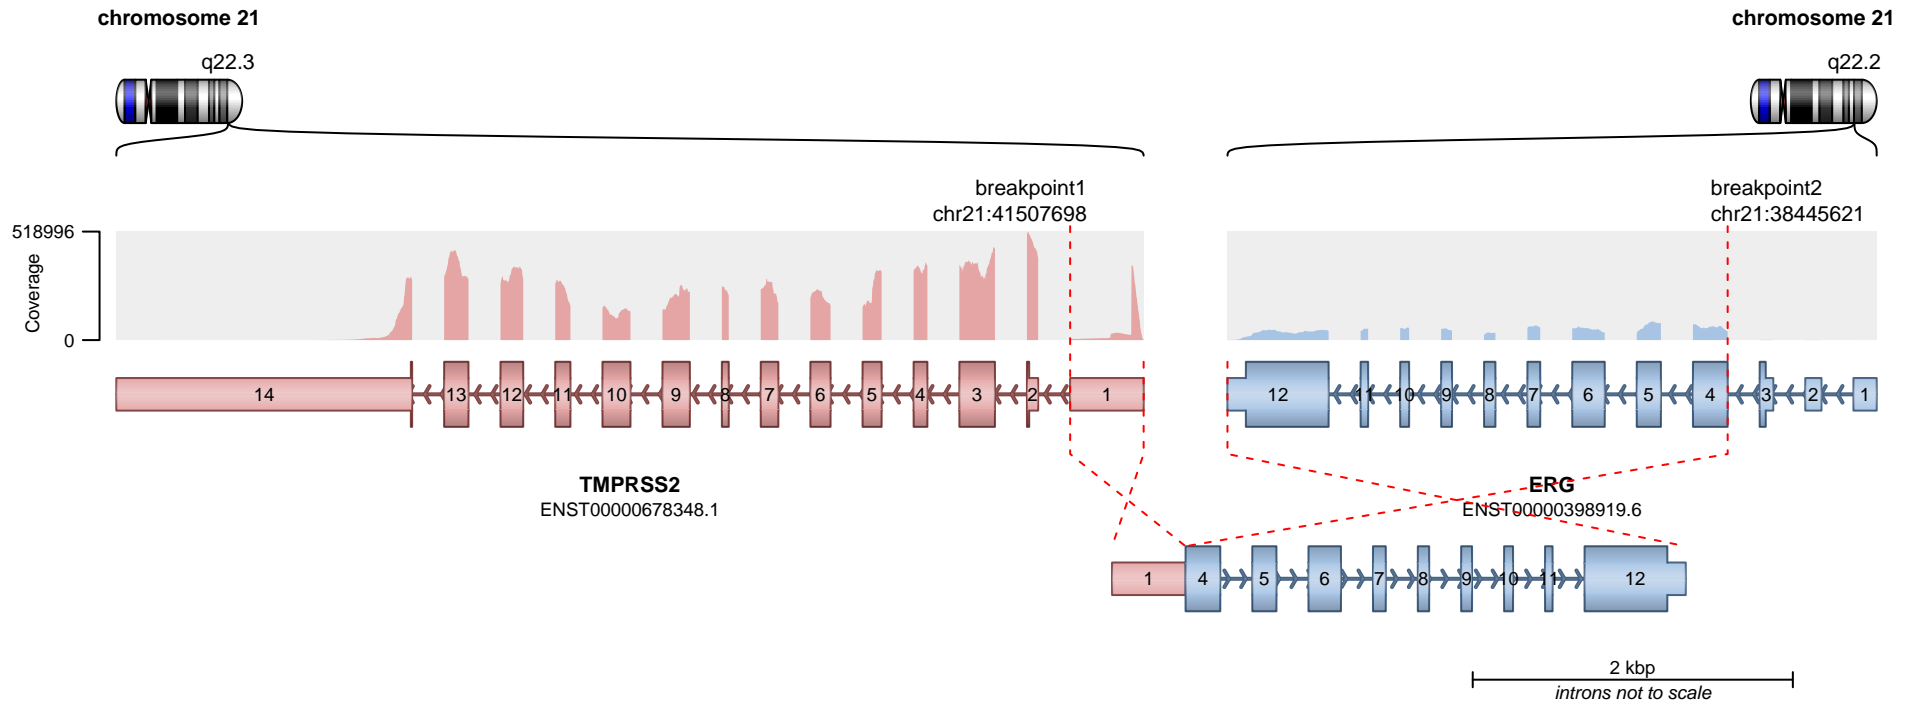 chromosome 21
chromosome 21
q22.3
q22.2
breakpoint1
chr21:41507698
breakpoint2
chr21:38445621
518996
Coverage
0
14 13 12 11 10 9 8 7 6 5 4 3 2 1
12 11 10 9 8 7 6 5 4 3 2 1
TMPRSS2
ENST00000678348.1
ERG
ENST00000398919.6
1 4 5 6 7 8 9 10 11 12
2 kbp
introns not to scale